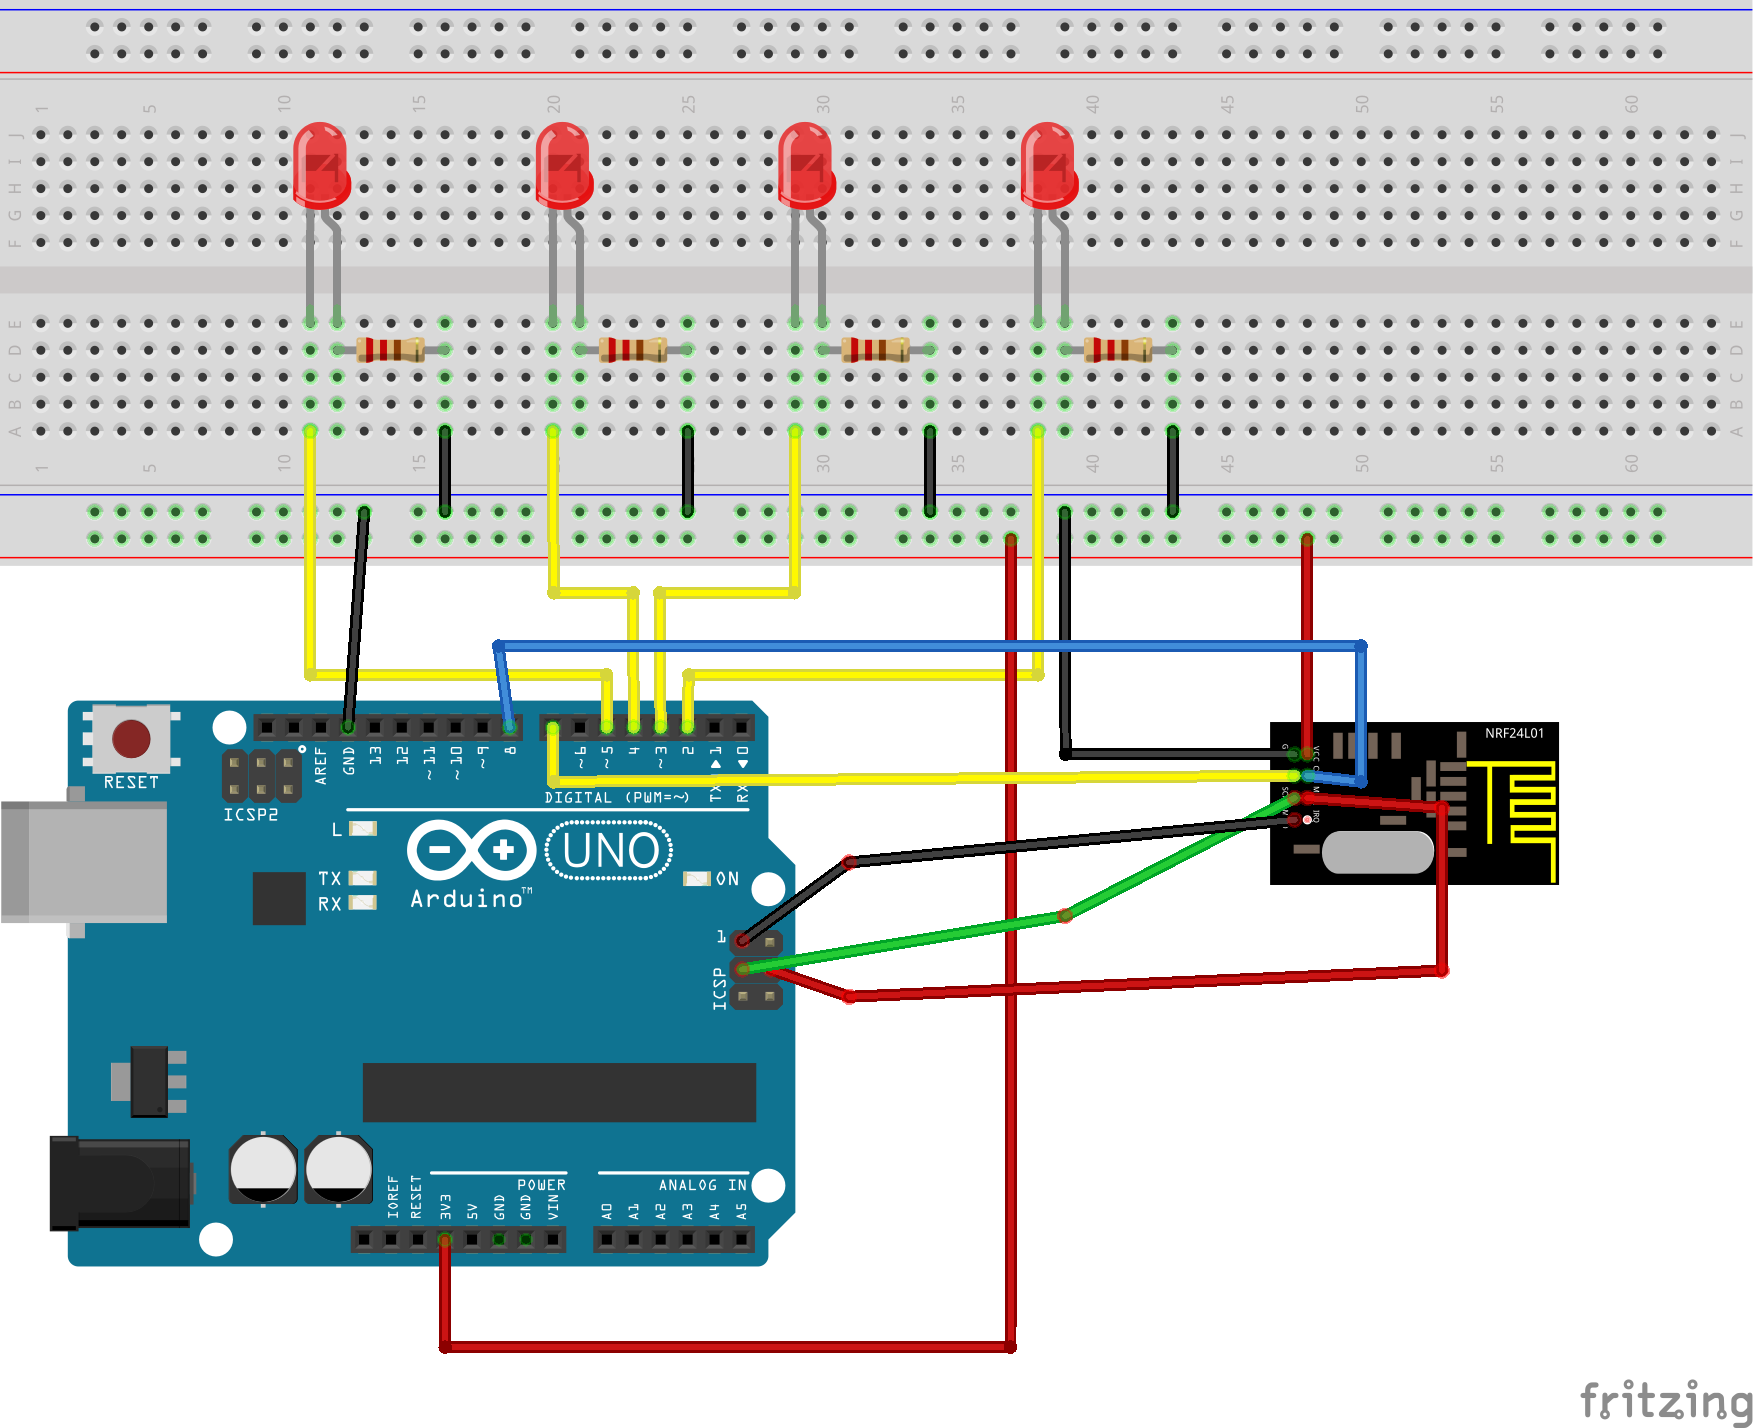 1 5 10 15 20 25 30 35 40 45 50 55 60
J J
I I
H H
G G
F F
E E
D D
C C
B B
A A
1 5 10 15 30 35 40 45 50 55 60
RESET
ICSP2
AREF
GND
13
12
~11
~10
~9
8
~6
~5
4
~3
2
TX▶1
RX◀0
DIGITAL (PWM=~)
NRF24L01
VCC
IRQ
L
TX
RX
UNO
Arduino™
ON
1
ICSP
POWER
ANALOG IN
IOREF
RESET
3V3
5V
GND
GND
VIN
A0
A1
A2
A3
A4
A5
fritzing